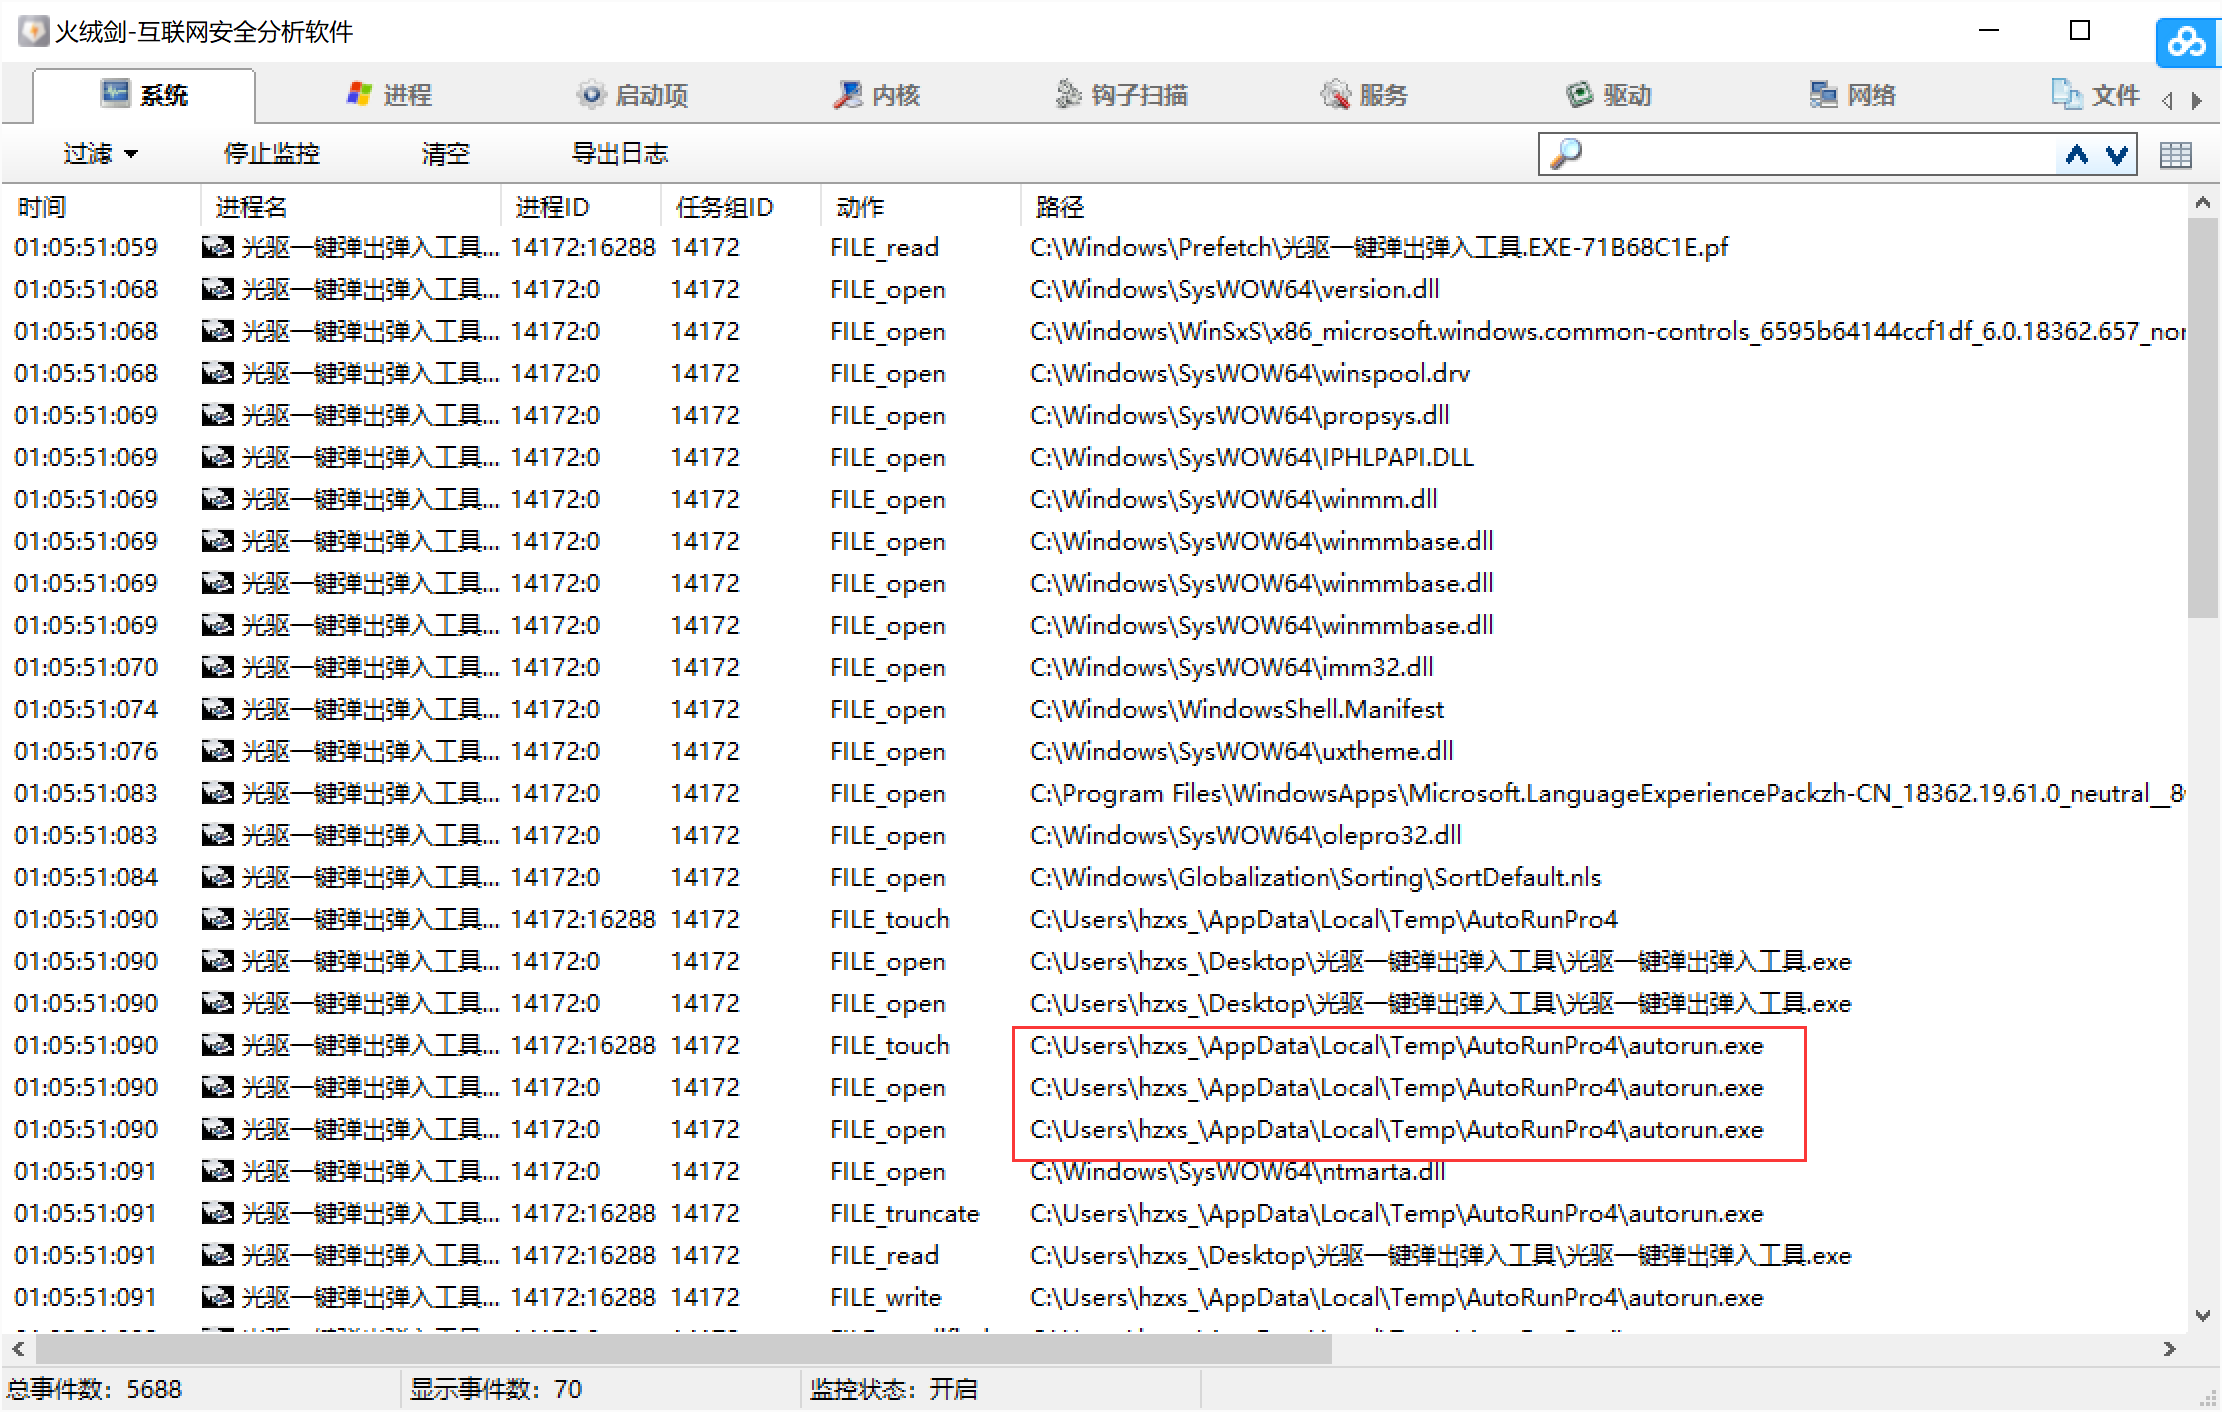 火绒剑-互联网安全分析软件
系统 进程 启动项 内核 钩子扫描 服务 驱动 网络 文件
过滤 停止监控 清空 导出日志
时间 进程名 进程ID 任务组ID 动作 路径
01:05:51:059 光驱一键弹出弹入工具... 14172:16288 14172 FILE_read C:\Windows\Prefetch\光驱一键弹出弹入工具.EXE-71B68C1E.pf
01:05:51:068 光驱一键弹出弹入工具... 14172:0 14172 FILE_open C:\Windows\SysWOW64\version.dll
01:05:51:068 光驱一键弹出弹入工具... 14172:0 14172 FILE_open C:\Windows\WinSxS\x86_microsoft.windows.common-controls_6595b64144ccf1df_6.0.18362.657_nor
01:05:51:068 光驱一键弹出弹入工具... 14172:0 14172 FILE_open C:\Windows\SysWOW64\winspool.drv
01:05:51:069 光驱一键弹出弹入工具... 14172:0 14172 FILE_open C:\Windows\SysWOW64\propsys.dll
01:05:51:069 光驱一键弹出弹入工具... 14172:0 14172 FILE_open C:\Windows\SysWOW64\IPHLPAPI.DLL
01:05:51:069 光驱一键弹出弹入工具... 14172:0 14172 FILE_open C:\Windows\SysWOW64\winmm.dll
01:05:51:069 光驱一键弹出弹入工具... 14172:0 14172 FILE_open C:\Windows\SysWOW64\winmmbase.dll
01:05:51:069 光驱一键弹出弹入工具... 14172:0 14172 FILE_open C:\Windows\SysWOW64\winmmbase.dll
01:05:51:069 光驱一键弹出弹入工具... 14172:0 14172 FILE_open C:\Windows\SysWOW64\winmmbase.dll
01:05:51:070 光驱一键弹出弹入工具... 14172:0 14172 FILE_open C:\Windows\SysWOW64\imm32.dll
01:05:51:074 光驱一键弹出弹入工具... 14172:0 14172 FILE_open C:\Windows\WindowsShell.Manifest
01:05:51:076 光驱一键弹出弹入工具... 14172:0 14172 FILE_open C:\Windows\SysWOW64\uxtheme.dll
01:05:51:083 光驱一键弹出弹入工具... 14172:0 14172 FILE_open C:\Program Files\WindowsApps\Microsoft.LanguageExperiencePackzh-CN_18362.19.61.0_neutral__8
01:05:51:083 光驱一键弹出弹入工具... 14172:0 14172 FILE_open C:\Windows\SysWOW64\olepro32.dll
01:05:51:084 光驱一键弹出弹入工具... 14172:0 14172 FILE_open C:\Windows\Globalization\Sorting\SortDefault.nls
01:05:51:090 光驱一键弹出弹入工具... 14172:16288 14172 FILE_touch C:\Users\hzxs_\AppData\Local\Temp\AutoRunPro4
01:05:51:090 光驱一键弹出弹入工具... 14172:0 14172 FILE_open C:\Users\hzxs_\Desktop\光驱一键弹出弹入工具\光驱一键弹出弹入工具.exe
01:05:51:090 光驱一键弹出弹入工具... 14172:0 14172 FILE_open C:\Users\hzxs_\Desktop\光驱一键弹出弹入工具\光驱一键弹出弹入工具.exe
01:05:51:090 光驱一键弹出弹入工具... 14172:16288 14172 FILE_touch C:\Users\hzxs_\AppData\Local\Temp\AutoRunPro4\autorun.exe
01:05:51:090 光驱一键弹出弹入工具... 14172:0 14172 FILE_open C:\Users\hzxs_\AppData\Local\Temp\AutoRunPro4\autorun.exe
01:05:51:090 光驱一键弹出弹入工具... 14172:0 14172 FILE_open C:\Users\hzxs_\AppData\Local\Temp\AutoRunPro4\autorun.exe
01:05:51:091 光驱一键弹出弹入工具... 14172:0 14172 FILE_open C:\Windows\SysWOW64\ntmarta.dll
01:05:51:091 光驱一键弹出弹入工具... 14172:16288 14172 FILE_truncate C:\Users\hzxs_\AppData\Local\Temp\AutoRunPro4\autorun.exe
01:05:51:091 光驱一键弹出弹入工具... 14172:16288 14172 FILE_read C:\Users\hzxs_\Desktop\光驱一键弹出弹入工具\光驱一键弹出弹入工具.exe
01:05:51:091 光驱一键弹出弹入工具... 14172:16288 14172 FILE_write C:\Users\hzxs_\AppData\Local\Temp\AutoRunPro4\autorun.exe
总事件数：5688 显示事件数：70 监控状态：开启